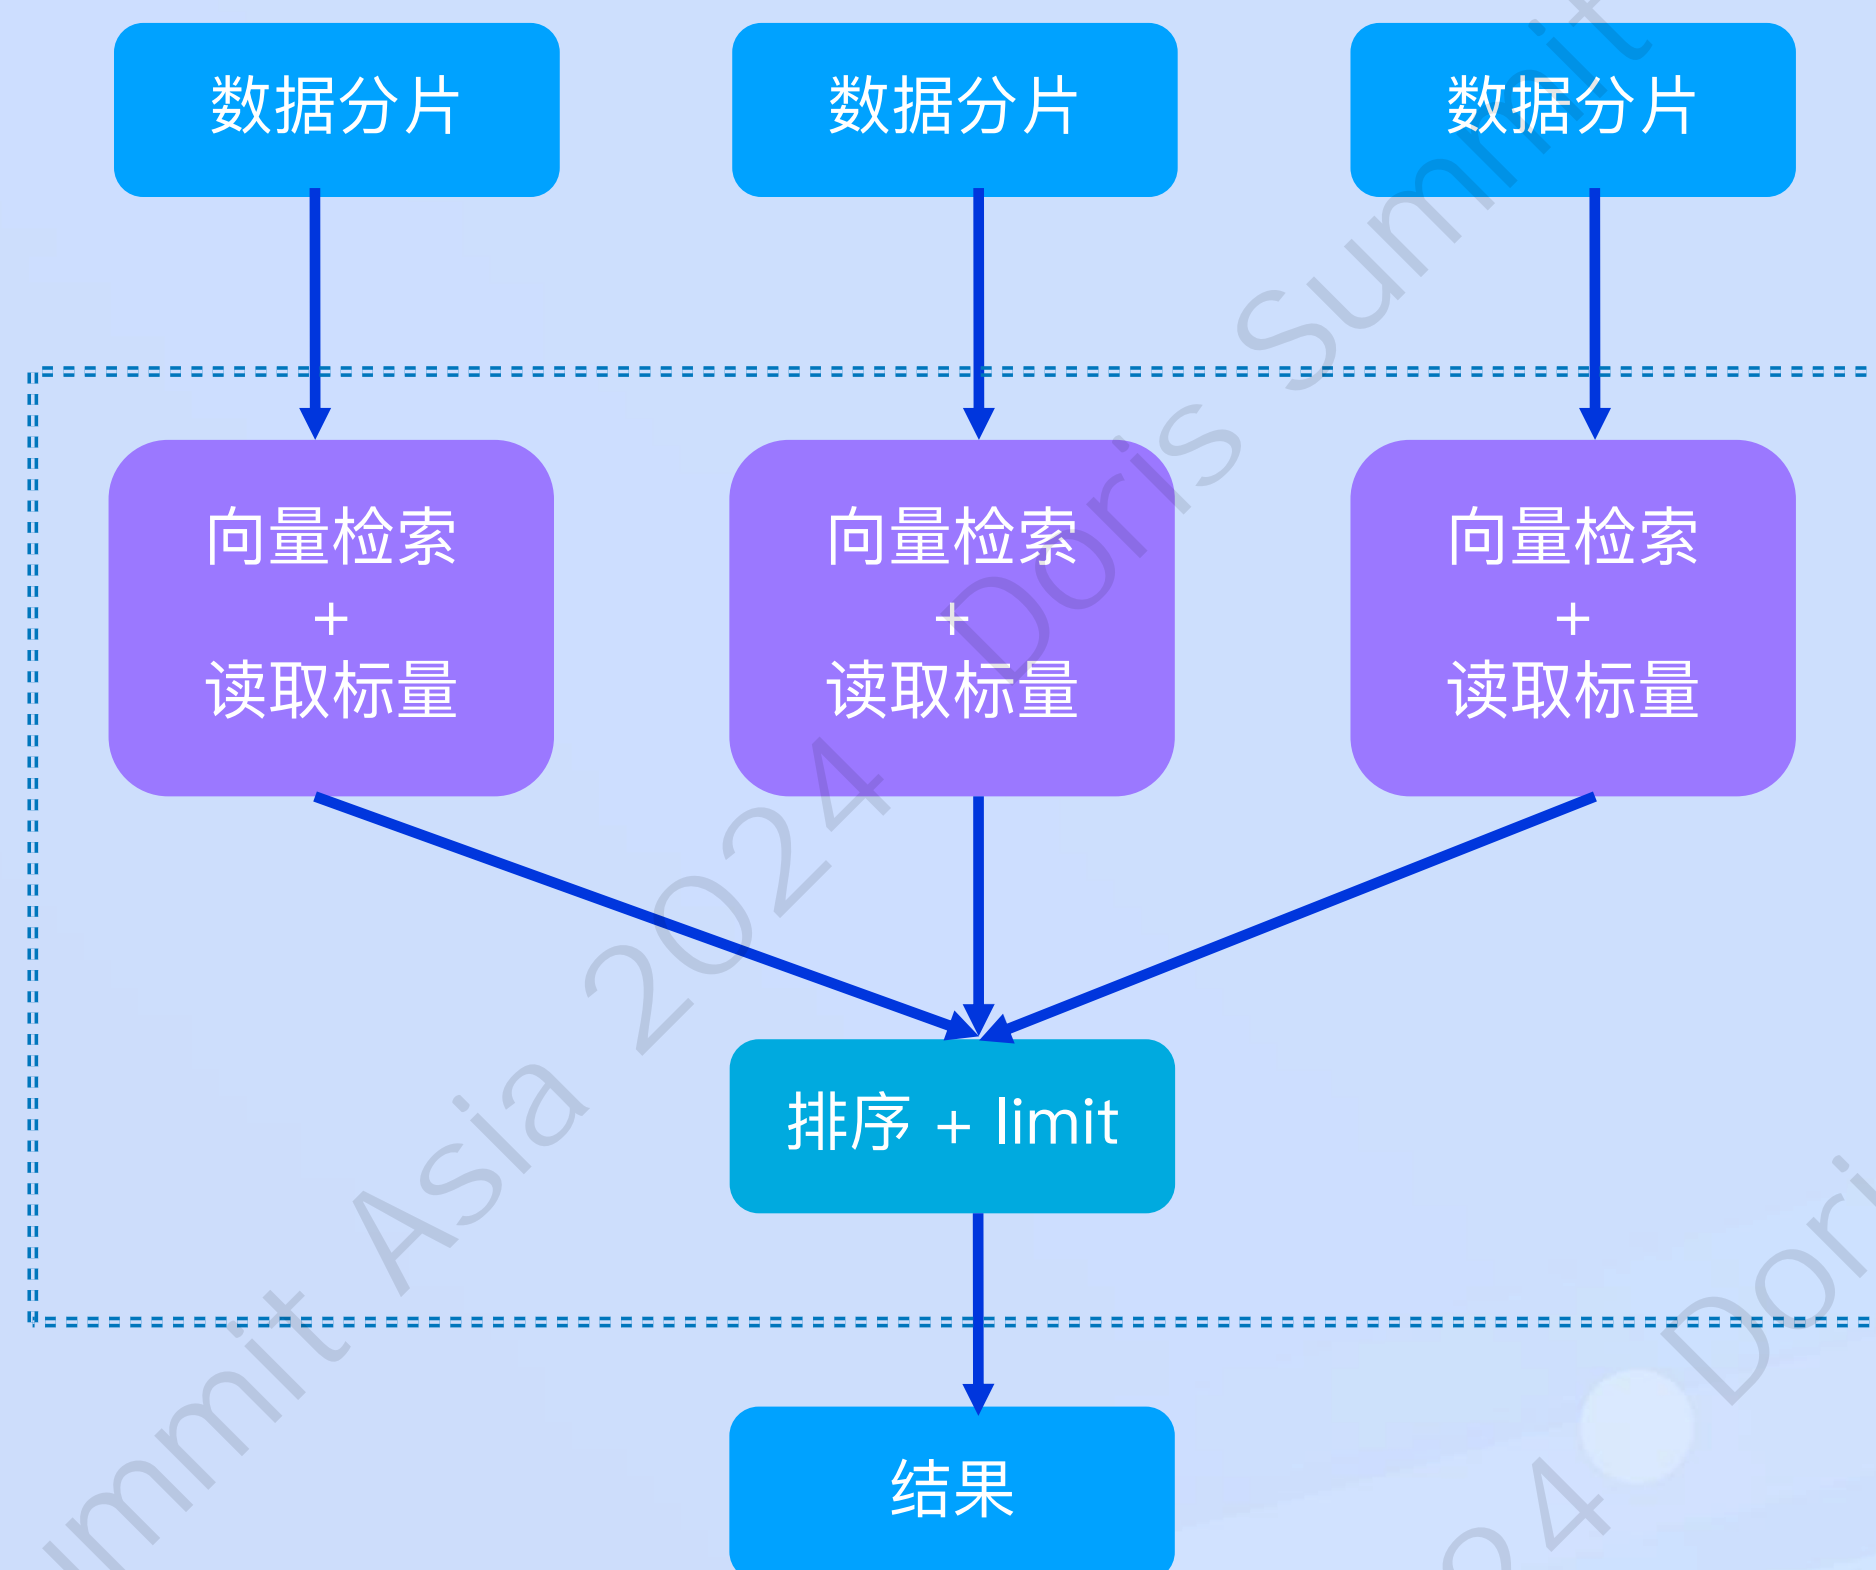 数据分片
数据分片
数据分片
向量检索
+
读取标量
向量检索
+
读取标量
向量检索
+
读取标量
排序 + limit
结果
Asia 2024
Doris Summit